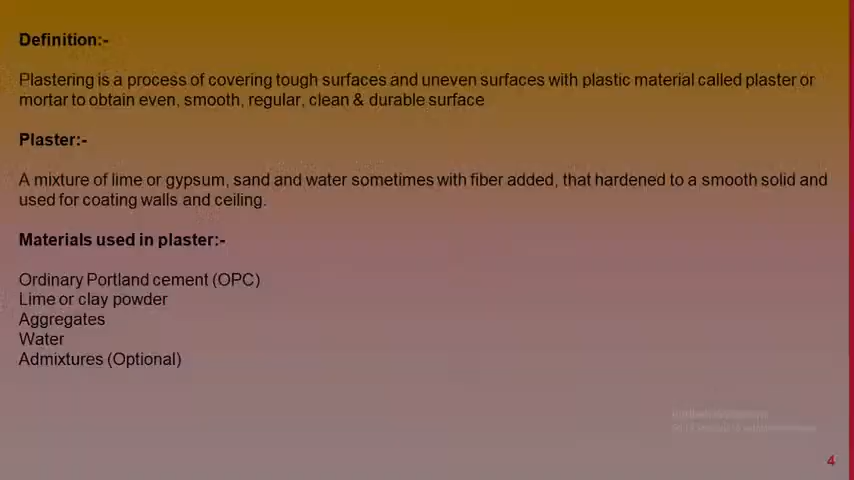 Definition:-
Plastering is a process of covering tough surfaces and uneven surfaces with plastic material called plaster or
mortar to obtain even, smooth, regular, clean & durable surface
Plaster:-
A mixture of lime or gypsum, sand and water sometimes with fiber added, that hardened to a smooth solid and
used for coating walls and ceiling.
Materials used in plaster:-
Ordinary Portland cement (OPC)
Lime or clay powder
Aggregates
Water
Admixtures (Optional)
4